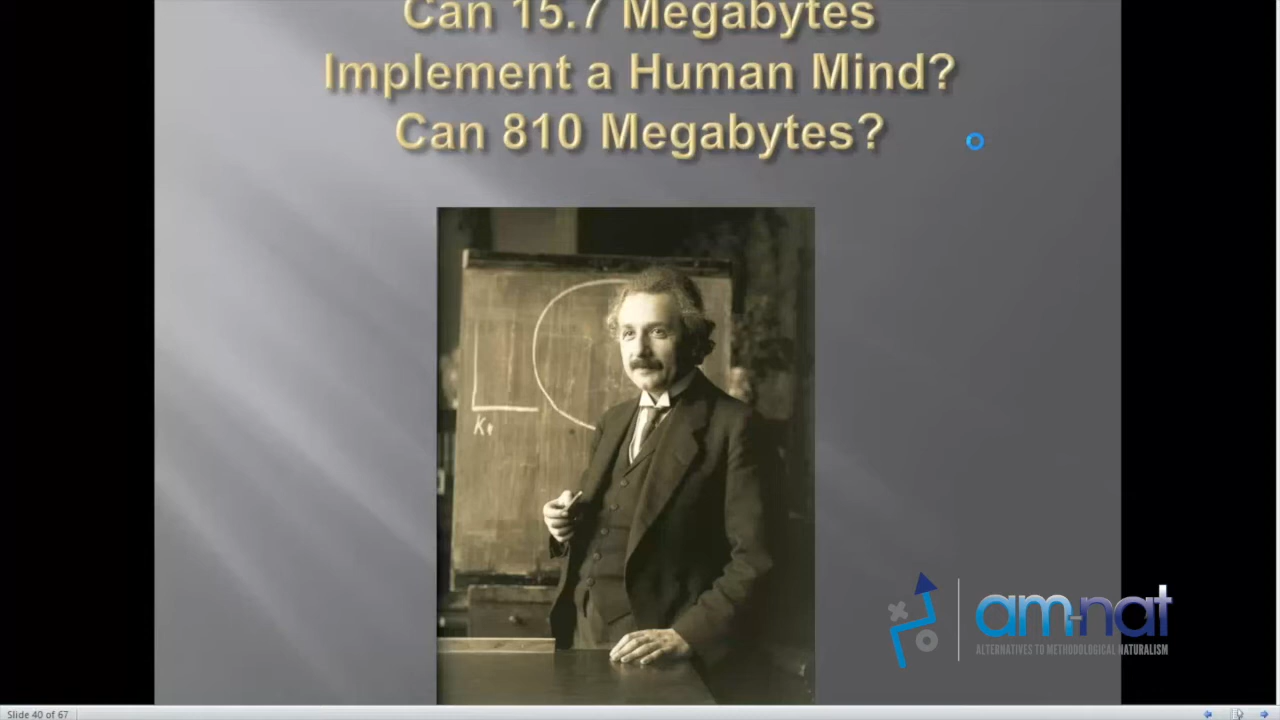 Can 15.7 Megabytes
Implement a Human Mind?
Can 810 Megabytes?
am-nat
ALTERNATIVES TO METHODOLOGICAL NATURALISM
Slide 40 of 67